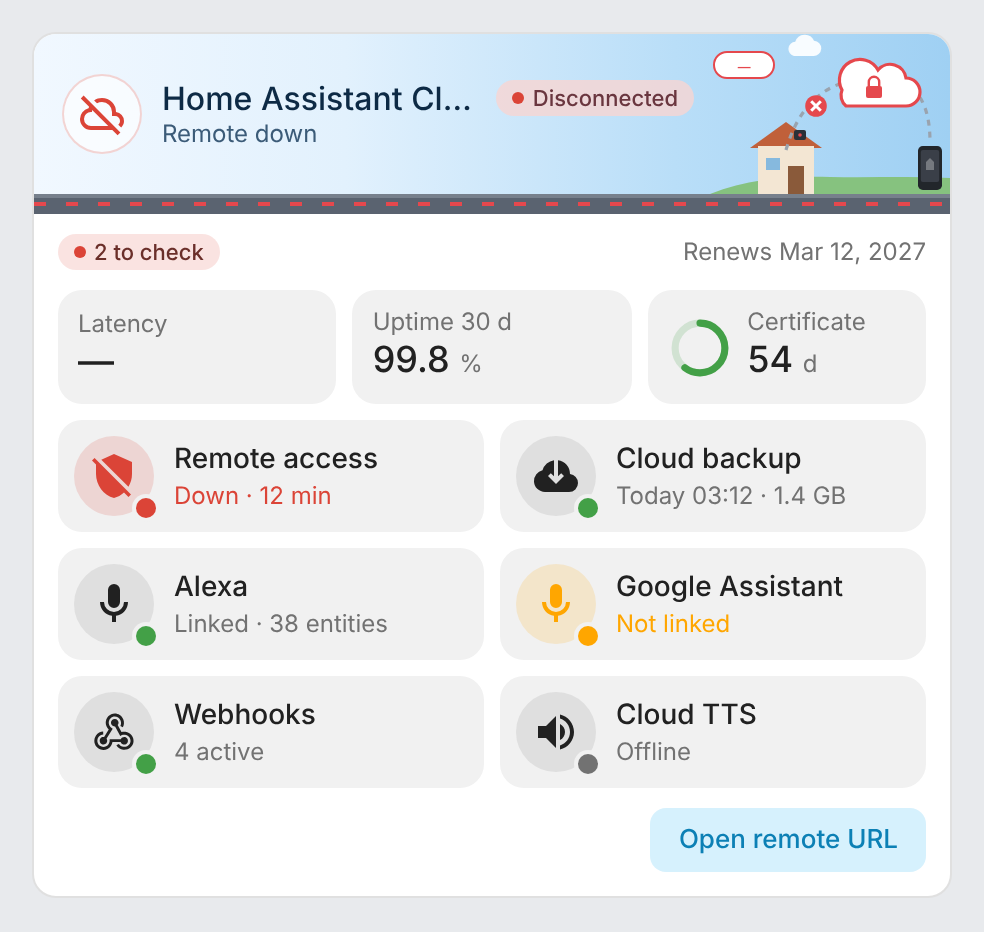 Home Assistant Cl...
Disconnected
Remote down
—
2 to check
Renews Mar 12, 2027
Latency
—
Uptime 30 d
99.8 %
Certificate
54 d
Remote access
Down · 12 min
Cloud backup
Today 03:12 · 1.4 GB
Alexa
Linked · 38 entities
Google Assistant
Not linked
Webhooks
4 active
Cloud TTS
Offline
Open remote URL